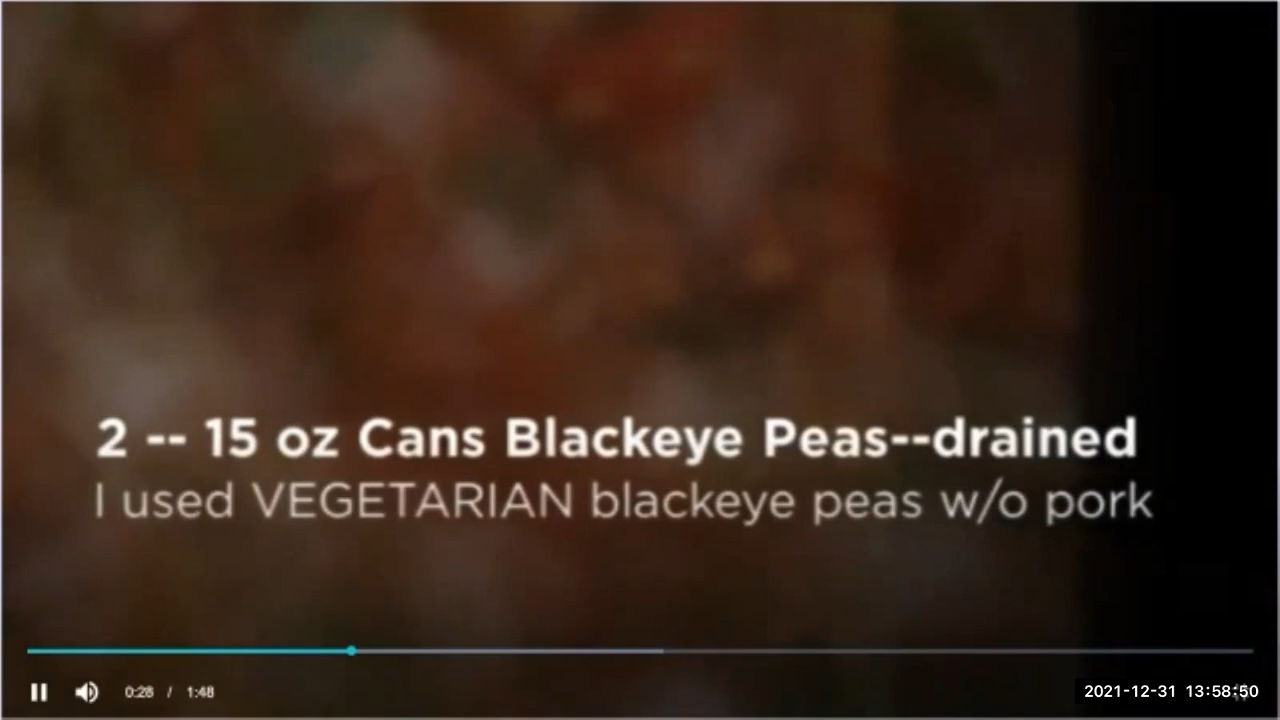 2 -- 15 oz Cans Blackeye Peas--drained
I used VEGETARIAN blackeye peas w/o pork
0:28 / 1:48
2021-12-31 13:58:50